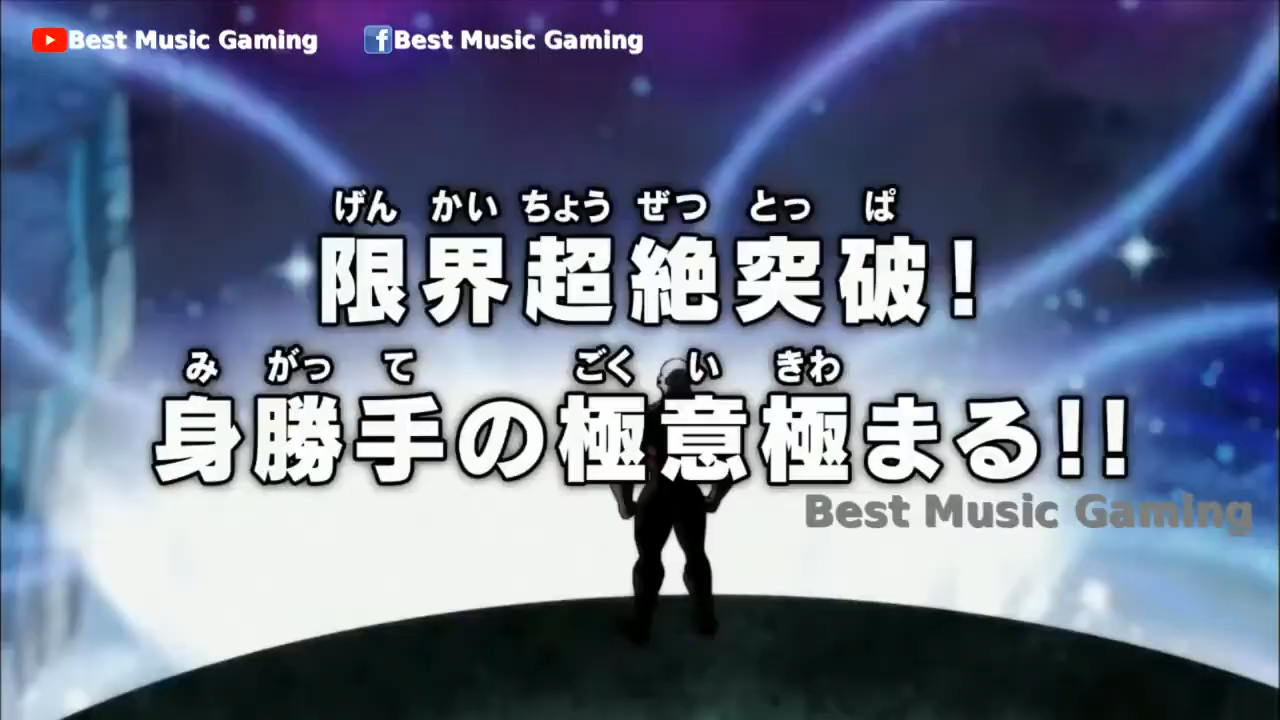 Best Music Gaming
Best Music Gaming
げん かい ちょう ぜつ とっ ぱ
限界超絶突破!
み がっ て ごく い きわ
身勝手の極意極まる!!
Best Music Gaming